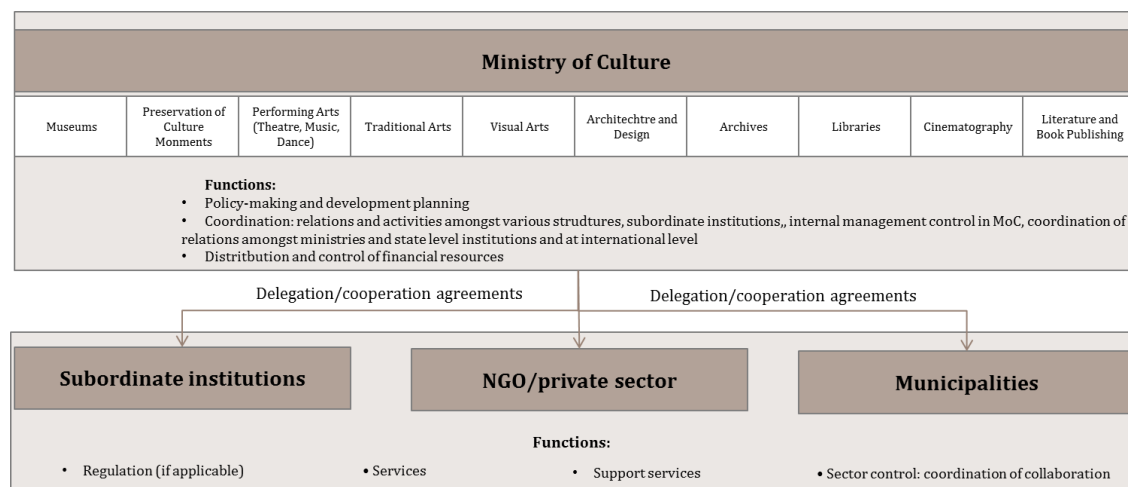 Ministry of Culture
Museums
Preservation of
Culture
Monments
Performing Arts
(Theatre, Music,
Dance)
Traditional Arts
Visual Arts
Architechtre and
Design
Archives
Libraries
Cinematography
Literature and
Book Publishing
Functions:
• Policy-making and development planning
• Coordination: relations and activities amongst various strudtures, subordinate institutions,, internal management control in MoC, coordination of
relations amongst ministries and state level institutions and at international level
• Distritbution and control of financial resources
Delegation/cooperation agreements
Delegation/cooperation agreements
Subordinate institutions
NGO/private sector
Municipalities
Functions:
• Regulation (if applicable)
• Services
• Support services
• Sector control: coordination of collaboration